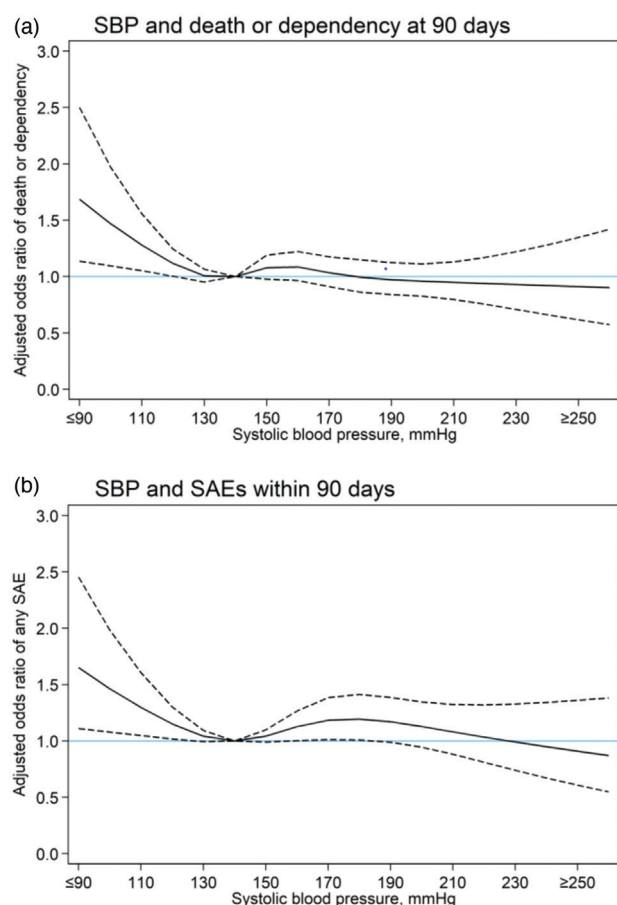 (a) SBP and death or dependency at 90 days
Adjusted odds ratio of death or dependency
3.0
2.5
2.0
1.5
1.0
0.5
0.0
≤90 110 130 150 170 190 210 230 ≥250
Systolic blood pressure, mmHg
(b) SBP and SAEs within 90 days
Adjusted odds ratio of any SAE
3.0
2.5
2.0
1.5
1.0
0.5
0.0
≤90 110 130 150 170 190 210 230 ≥250
Systolic blood pressure, mmHg